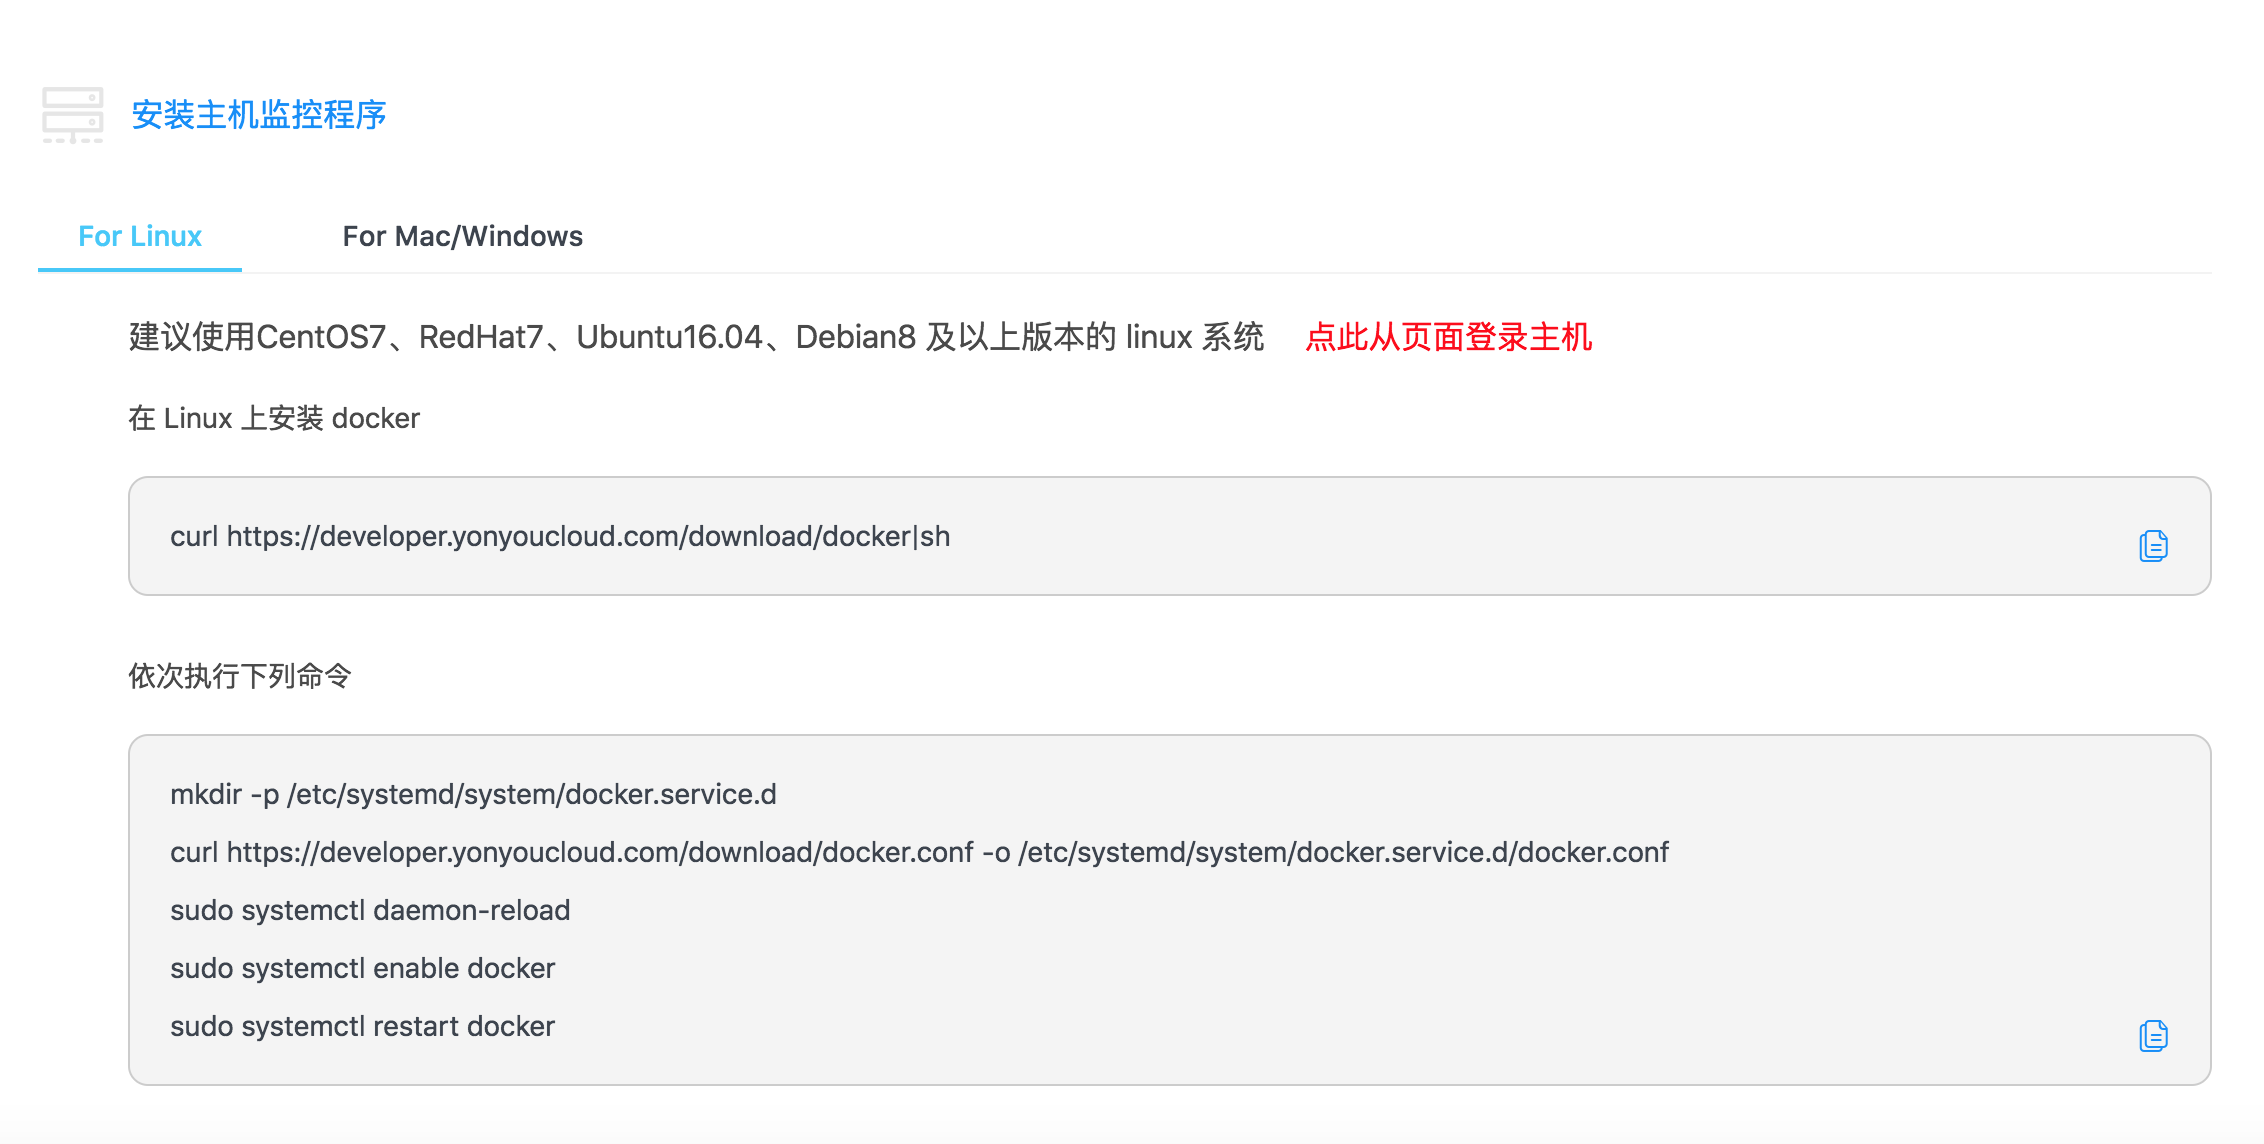 安装主机监控程序
For Linux
For Mac/Windows
建议使用CentOS7、RedHat7、Ubuntu16.04、Debian8 及以上版本的 linux 系统 点此从页面登录主机
在 Linux 上安装 docker
curl https://developer.yonyoucloud.com/download/docker|sh
依次执行下列命令
mkdir -p /etc/systemd/system/docker.service.d
curl https://developer.yonyoucloud.com/download/docker.conf -o /etc/systemd/system/docker.service.d/docker.conf
sudo systemctl daemon-reload
sudo systemctl enable docker
sudo systemctl restart docker